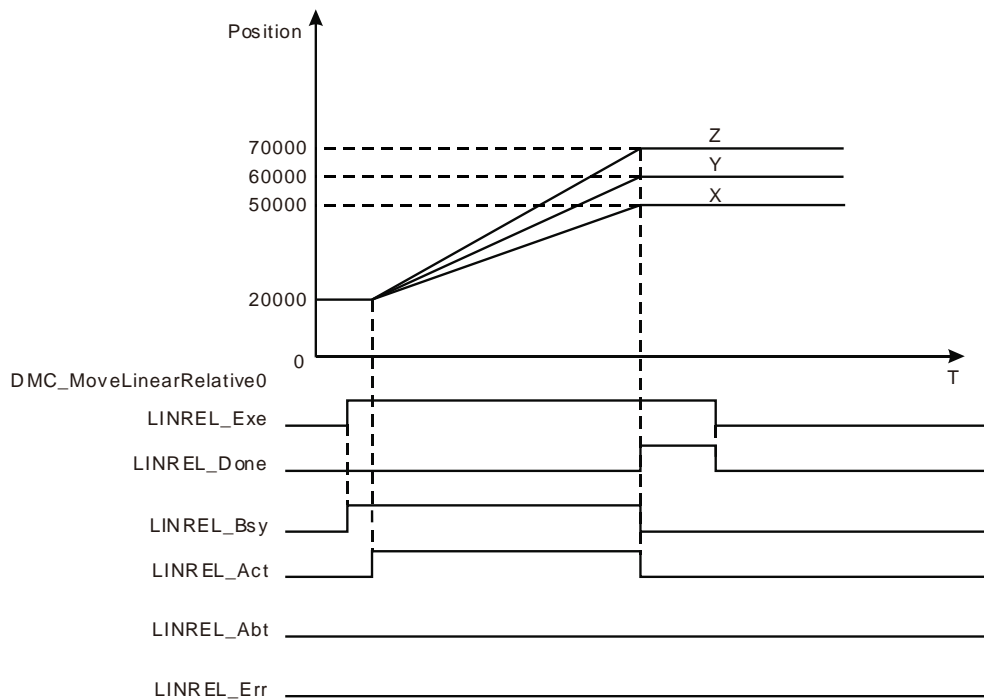 Position
Z
70000
Y
60000
X
50000
20000
0
T
DMC_MoveLinearRelative0
LINREL_Exe
LINREL_Done
LINREL_Bsy
LINREL_Act
LINREL_Abt
LINREL_Err